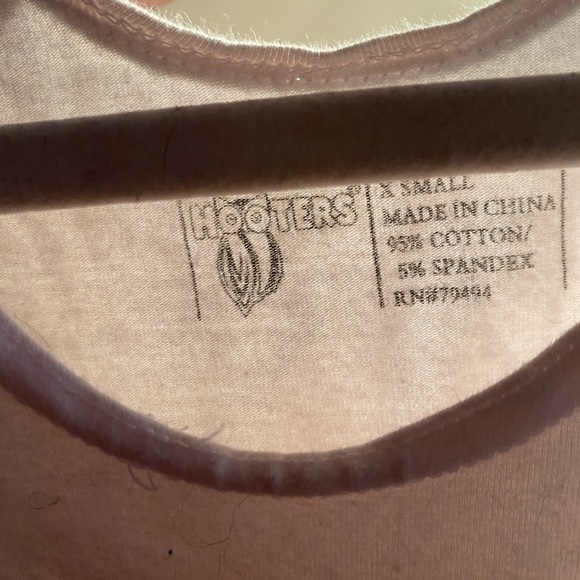 HOOTERS®
X SMALL
MADE IN CHINA
95% COTTON/
5% SPANDEX
RN#79494